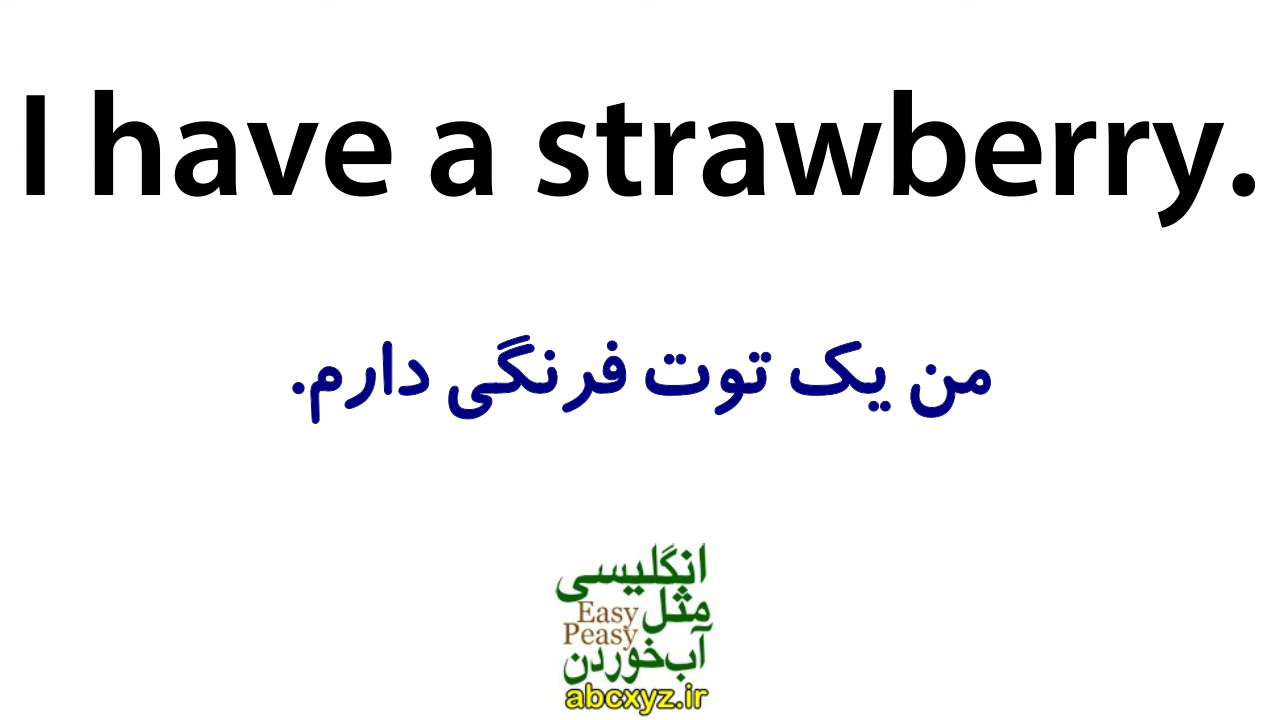 I have a strawberry.
من یک توت فرنگی دارم.
انگلیسی
مثل
Easy
Peasy
آب خوردن
abcxyz.ir